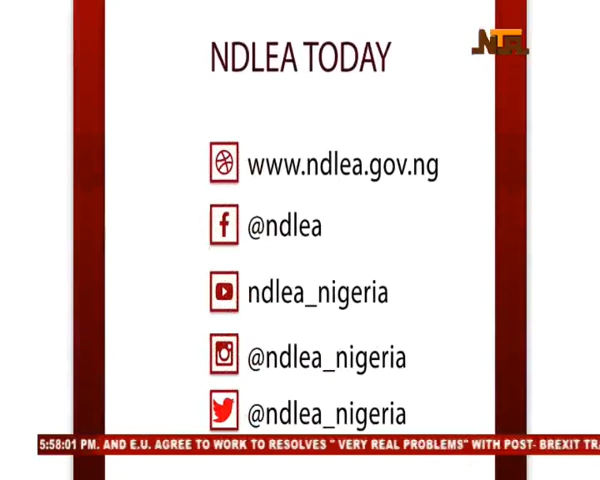 NDLEA TODAY
NTA
www.ndlea.gov.ng
@ndlea
ndlea_nigeria
@ndlea_nigeria
@ndlea_nigeria
5:58:01 PM. AND E.U. AGREE TO WORK TO RESOLVES " VERY REAL PROBLEMS" WITH POST- BREXIT TRA